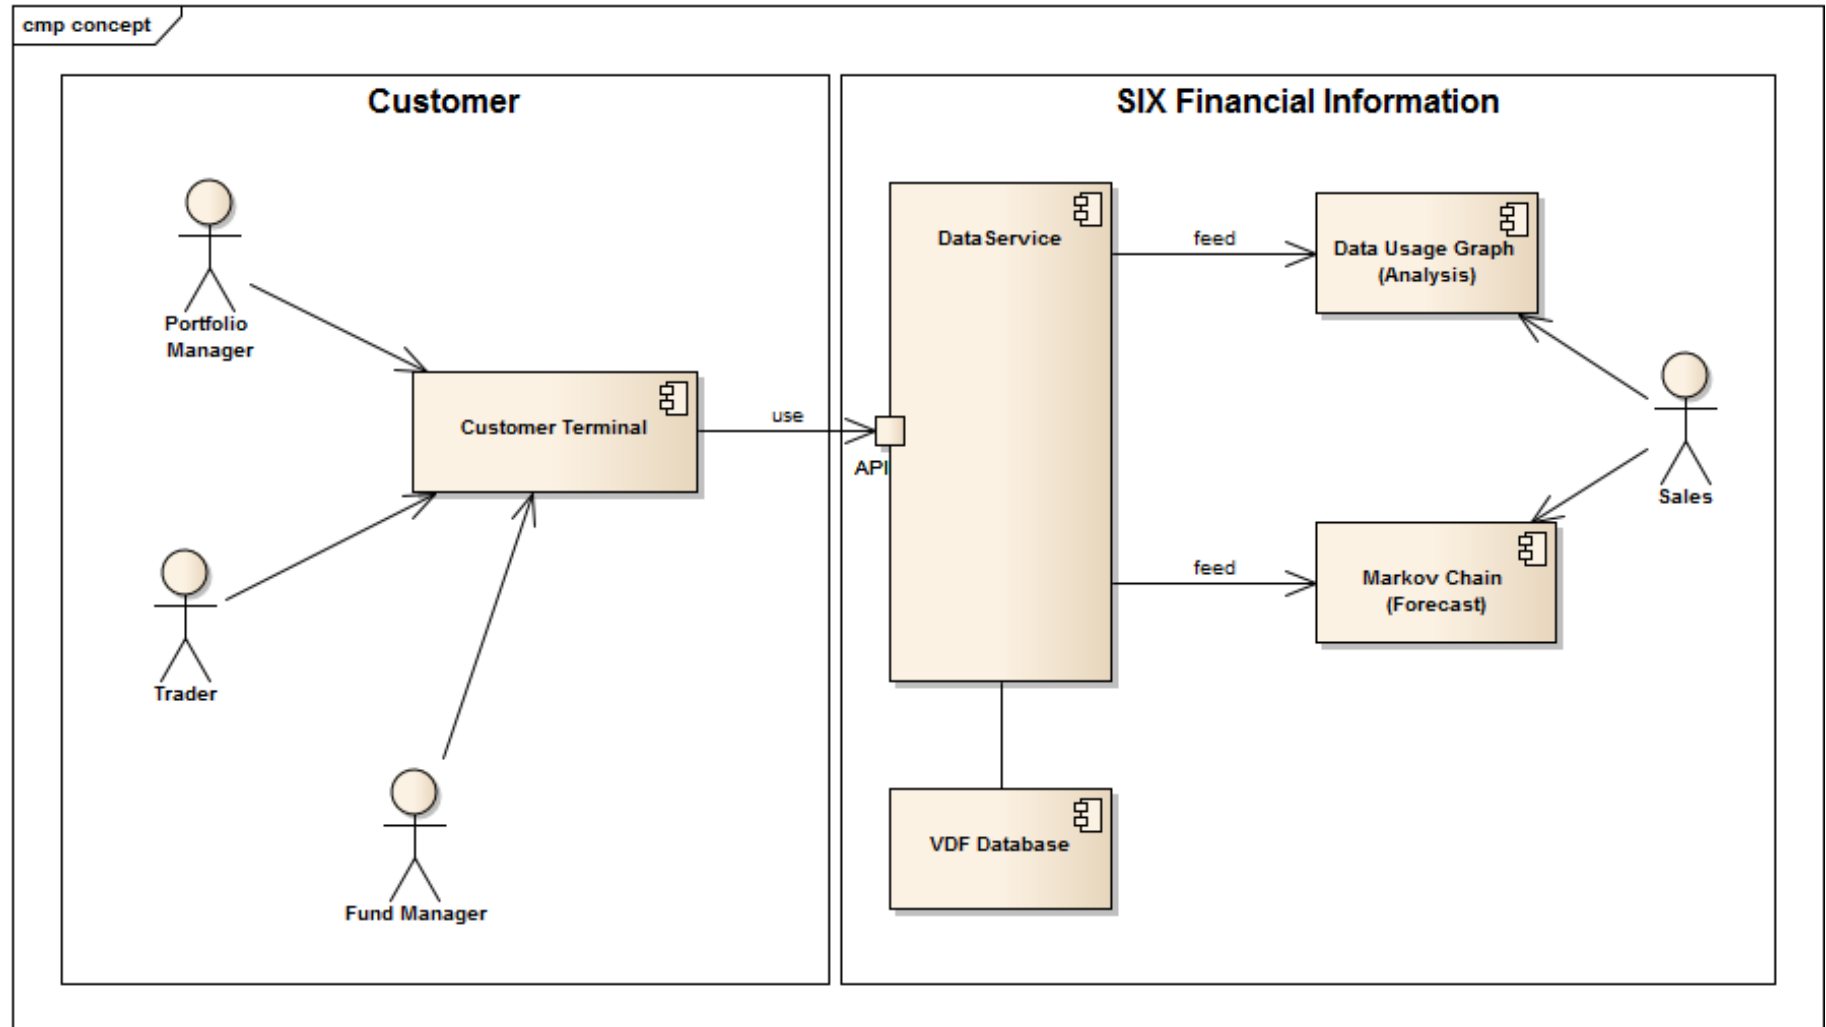 cmp concept
Customer
SIX Financial Information
Portfolio
Manager
Customer Terminal
use
API
Trader
Fund Manager
DataService
feed
Data Usage Graph
(Analysis)
Sales
feed
Markov Chain
(Forecast)
VDF Database